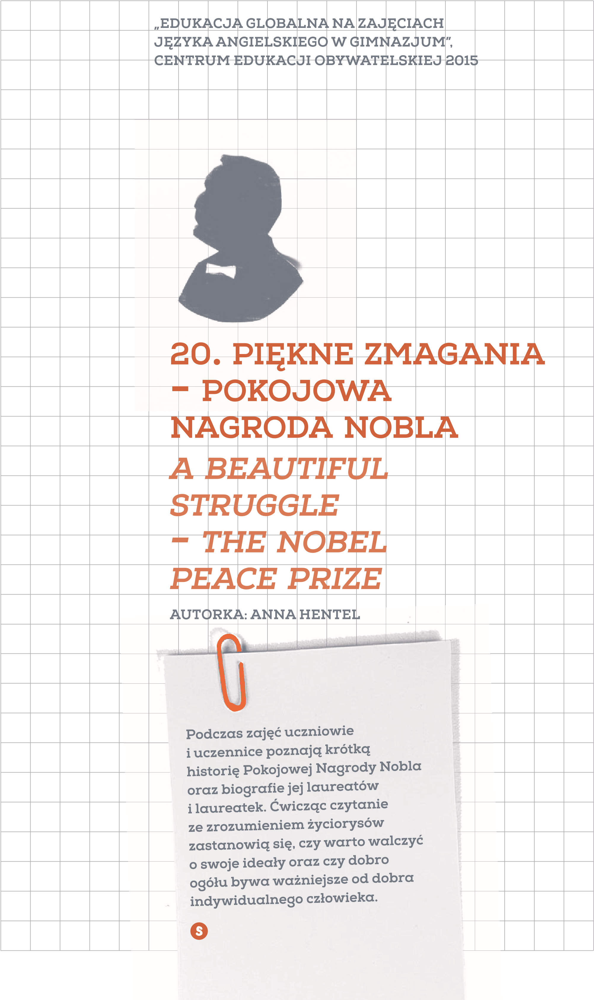 „EDUKACJA GLOBALNA NA ZAJĘCIACH
JĘZYKA ANGIELSKIEGO W GIMNAZJUM”,
CENTRUM EDUKACJI OBYWATELSKIEJ 2015
20. PIĘKNE ZMAGANIA
– POKOJOWA
NAGRODA NOBLA
A BEAUTIFUL
STRUGGLE
– THE NOBEL
PEACE PRIZE
AUTORKA: ANNA HENTEL
Podczas zajęć uczniowie
i uczennice poznają krótką
historię Pokojowej Nagrody Nobla
oraz biografie jej laureatów
i laureatek. Ćwicząc czytanie
ze zrozumieniem życiorysów
zastanowią się, czy warto walczyć
o swoje ideały oraz czy dobro
ogółu bywa ważniejsze od dobra
indywidualnego człowieka.
S